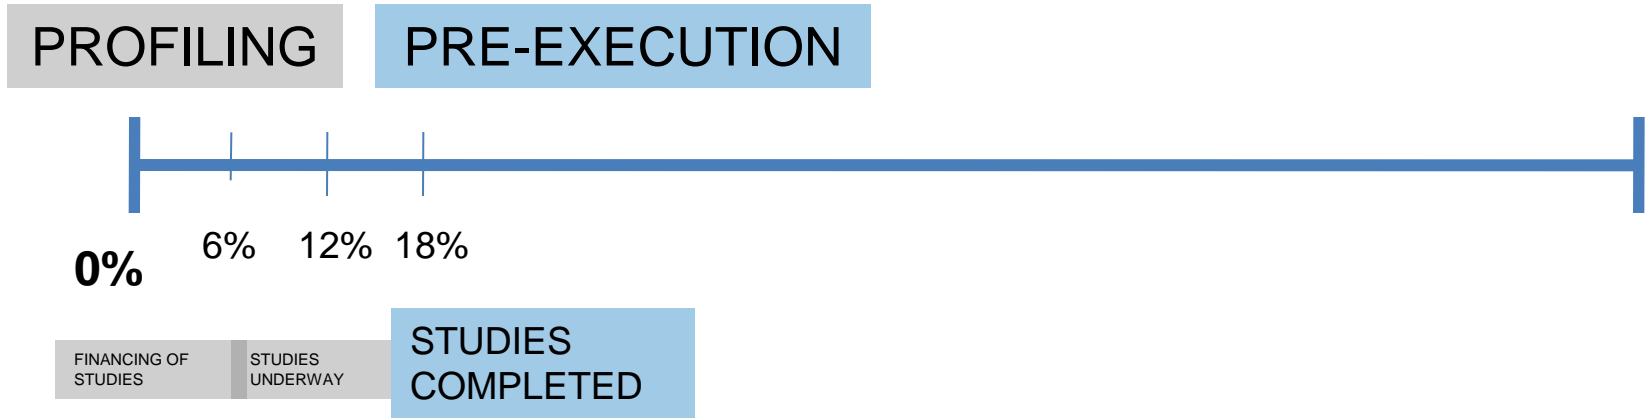 PROFILING
PRE-EXECUTION
0%
6%
12%
18%
FINANCING OF
STUDIES
STUDIES
UNDERWAY
STUDIES
COMPLETED